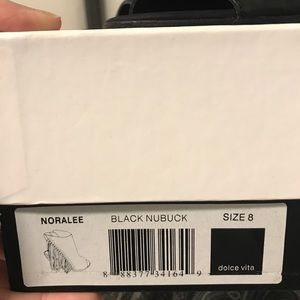 NORALEE BLACK NUBUCK SIZE 8
8 88377 34164 9
dolce vita